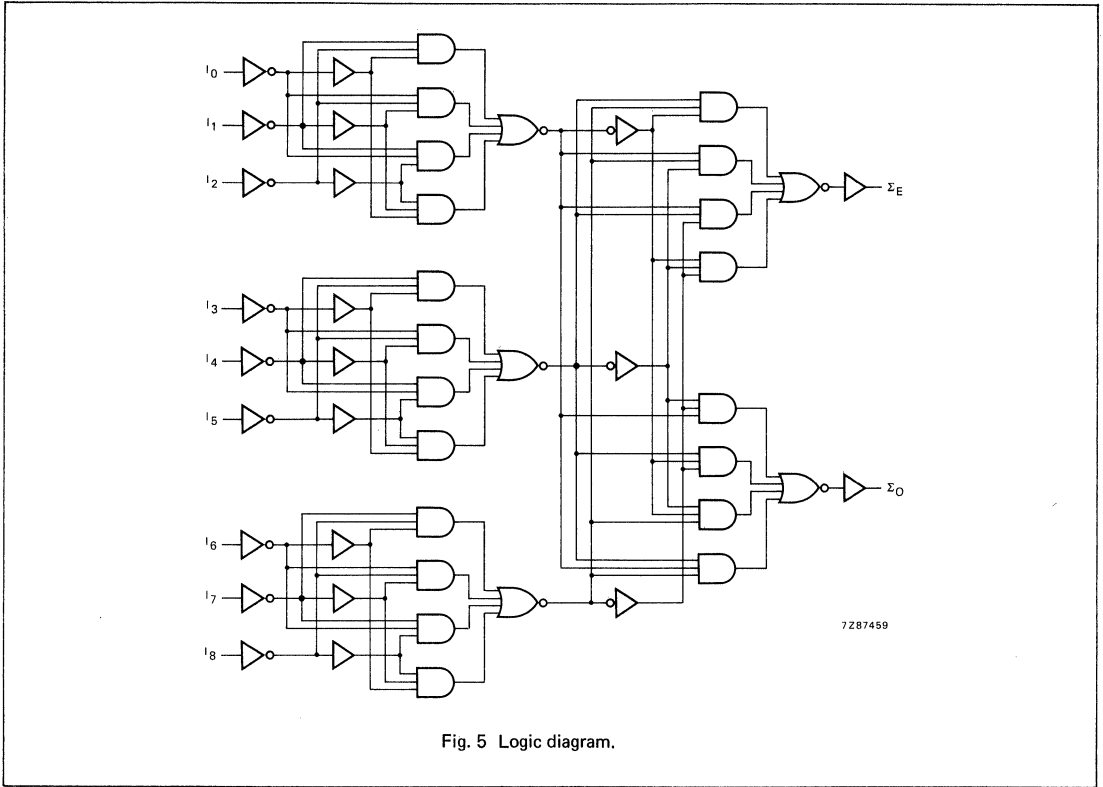 I0
I1
I2
ΣE
I3
I4
I5
ΣO
I6
I7
I8
7Z87459
Fig. 5 Logic diagram.